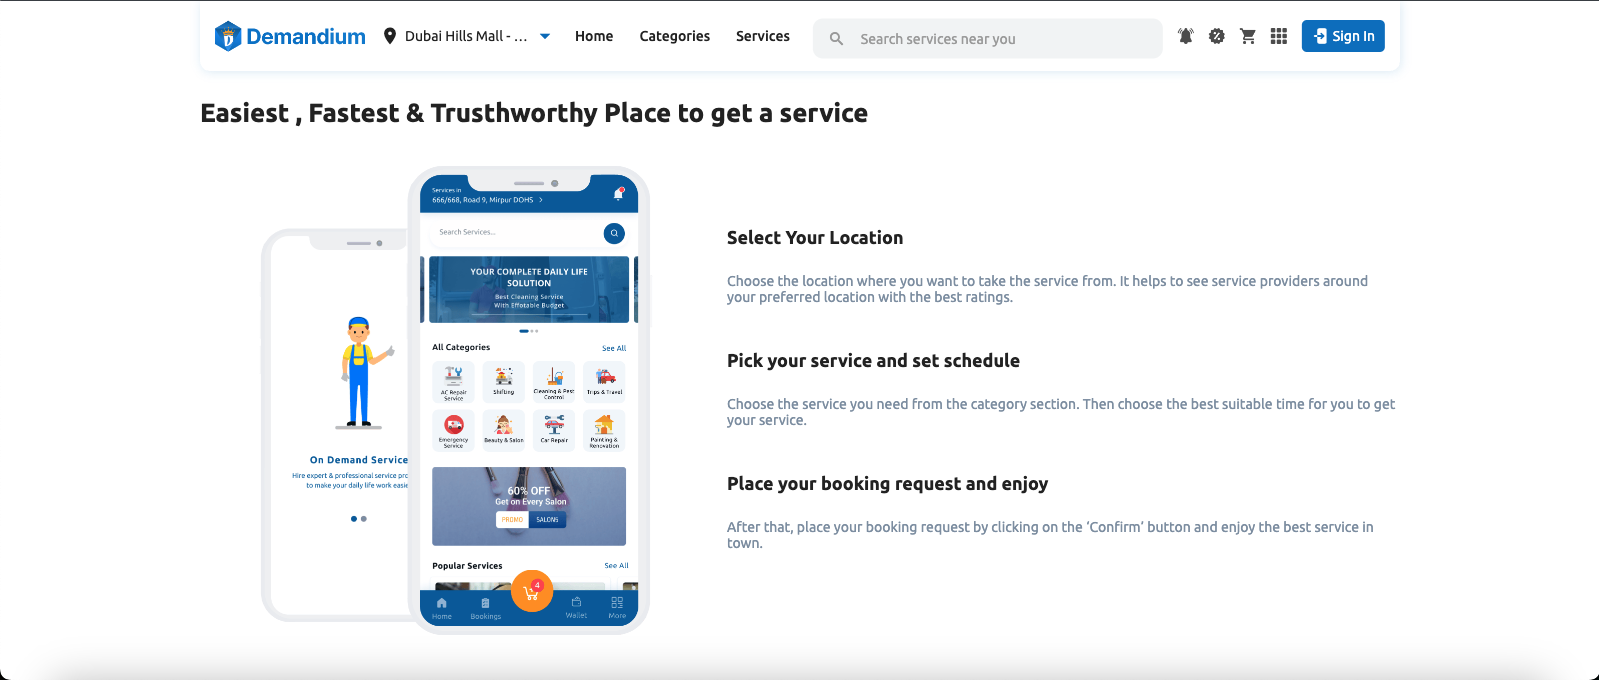 Demandium
Dubai Hills Mall - ...
Home
Categories
Services
Search services near you
Sign In
Easiest , Fastest & Trusthworthy Place to get a service
On Demand Service
Hire expert & professional service pro
to make your daily life work easie
Services in
666/668, Road 9, Mirpur DOHS >
Search Services...
YOUR COMPLETE DAILY LIFE
SOLUTION
Best Cleaning Service
With Effotable Budget
All Categories
See All
AC Repair
Service
Shifting
Cleaning & Pest
Control
Trips & Travel
Emergency
Service
Beauty & Salon
Car Repair
Painting &
Renovation
60% OFF
Get on Every Salon
PROMO
SALON5
Popular Services
See All
4
Home
Bookings
Wallet
More
Select Your Location
Choose the location where you want to take the service from. It helps to see service providers around
your preferred location with the best ratings.
Pick your service and set schedule
Choose the service you need from the category section. Then choose the best suitable time for you to get
your service.
Place your booking request and enjoy
After that, place your booking request by clicking on the ‘Confirm’ button and enjoy the best service in
town.